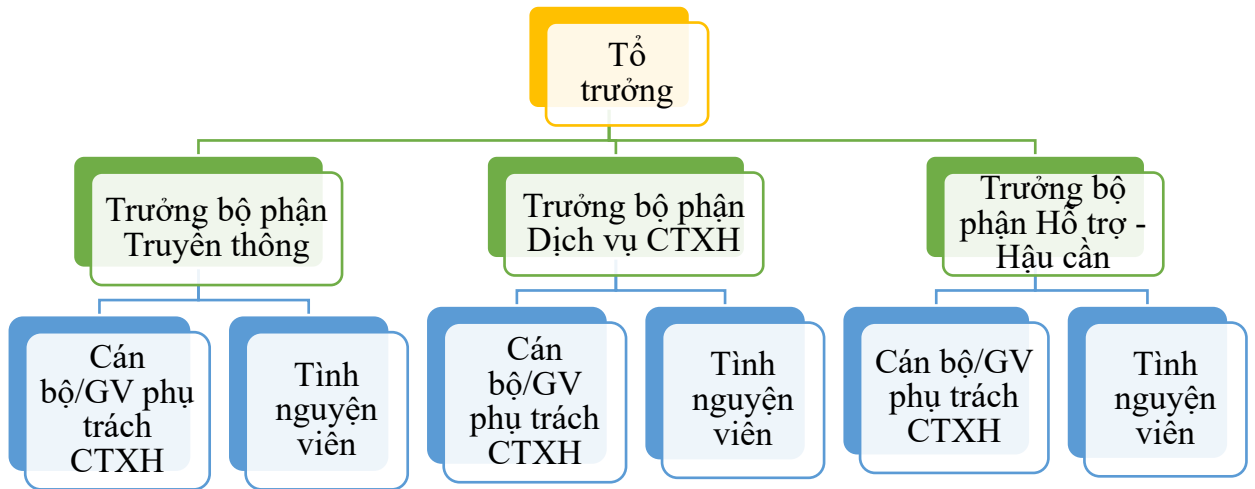 Tổ
trưởng
Trưởng bộ phận
Truyền thông
Trưởng bộ phận
Dịch vụ CTXH
Trưởng bộ
phận Hỗ trợ -
Hậu cần
Cán
bộ/GV phụ
trách
CTXH
Tình
nguyện
viên
Cán
bộ/GV
phụ trách
CTXH
Tình
nguyện
viên
Cán bộ/GV
phụ trách
CTXH
Tình
nguyện
viên